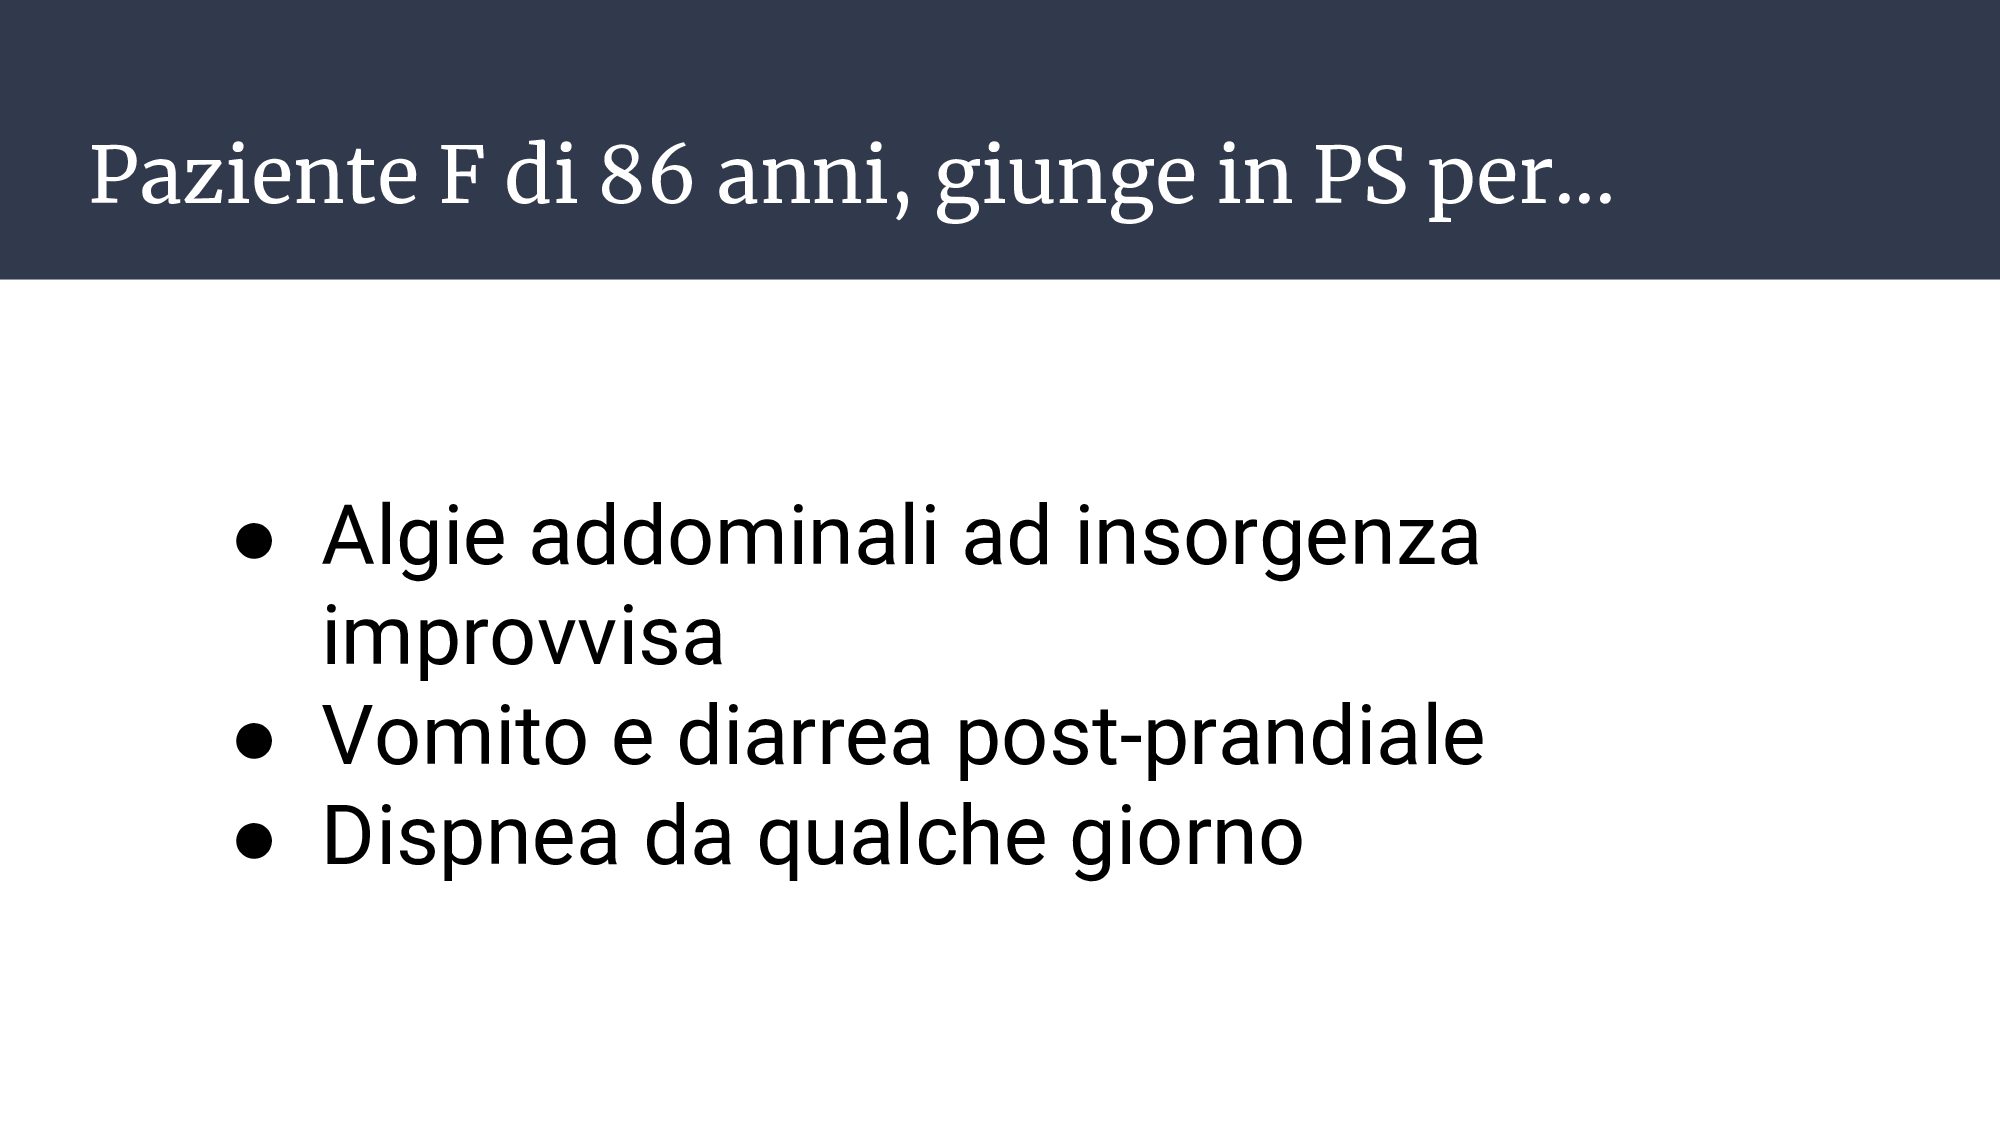 Paziente F di 86 anni, giunge in PS per...
● Algie addominali ad insorgenza
improvvisa
● Vomito e diarrea post-prandiale
● Dispnea da qualche giorno